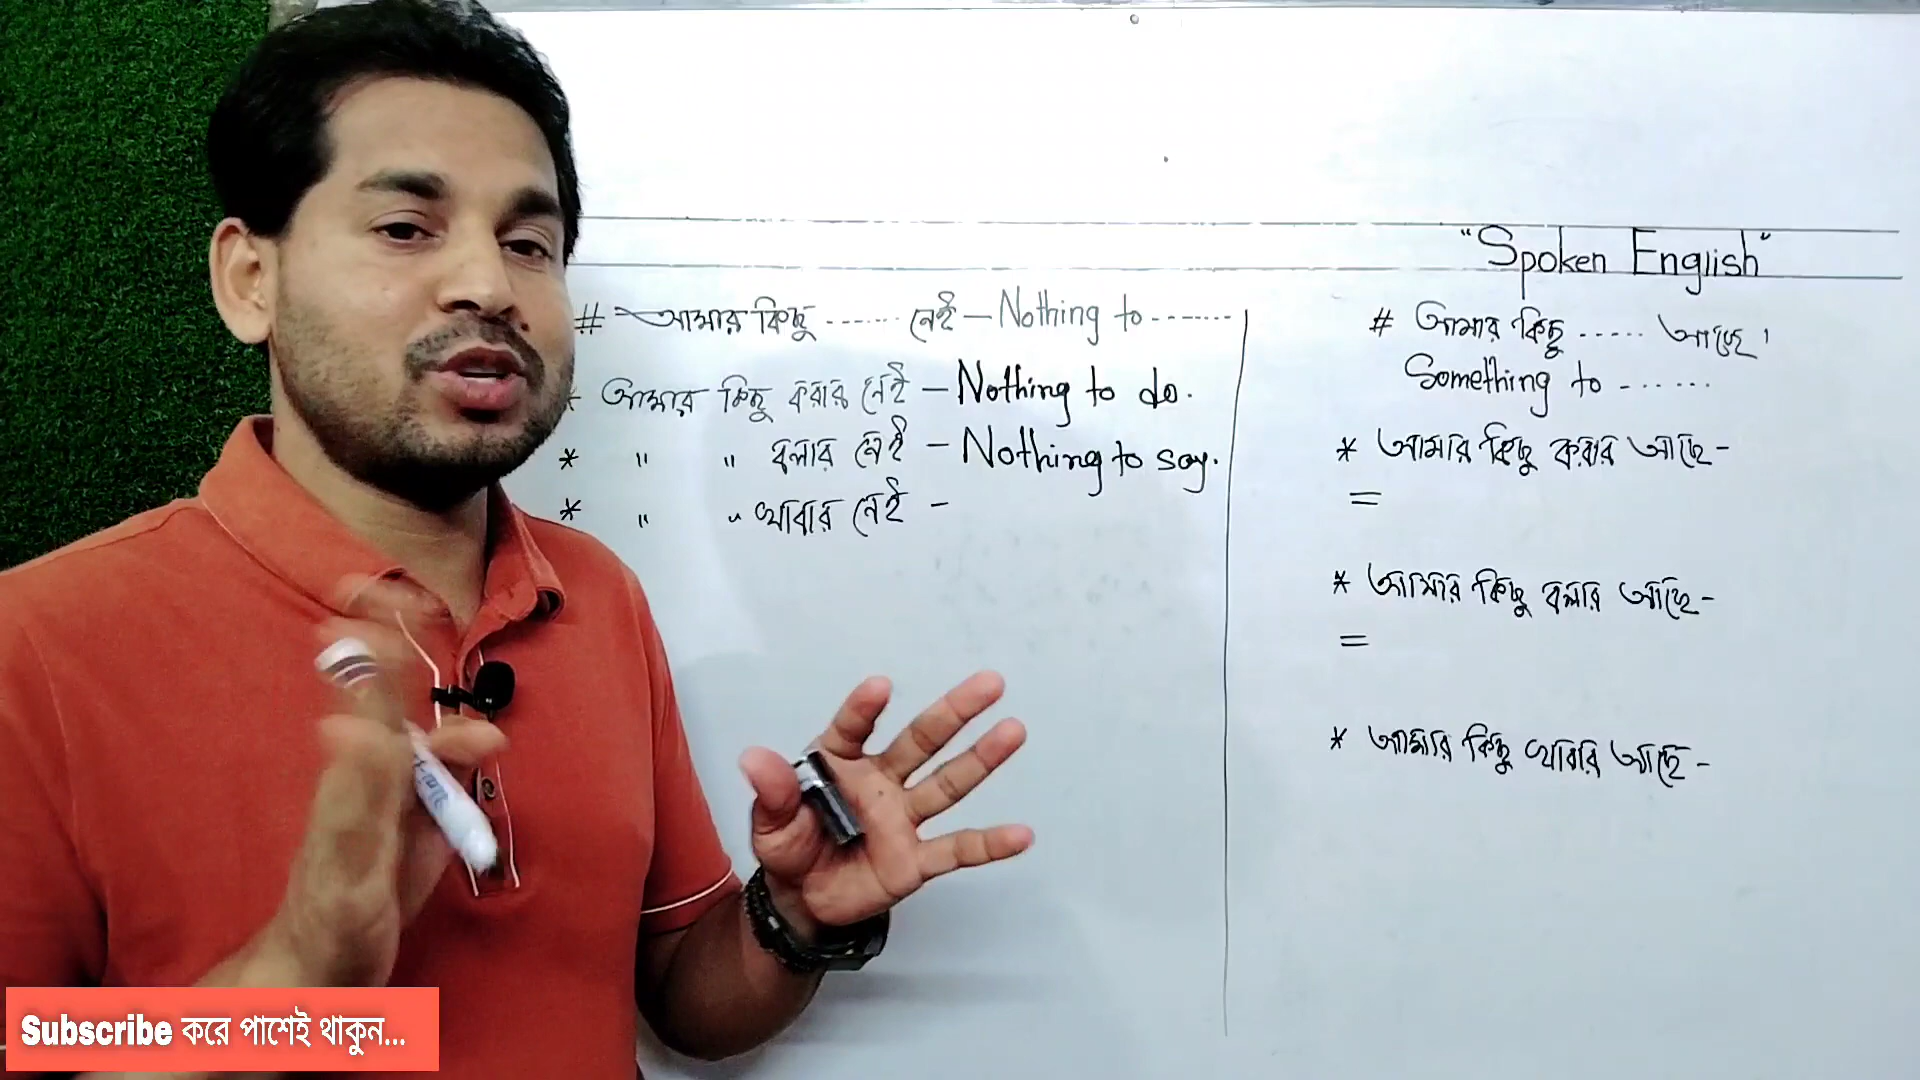 "Spoken English"
# আমার কিছু ....... নেই - Nothing to -------
* আমার কিছু করার নেই - Nothing to do.
* " " বলার নেই - Nothing to say.
* " " খাবার নেই -
# আমার কিছু ..... আছে।
Something to ------
* আমার কিছু করার আছে-
=
* আমার কিছু বলার আছে-
=
* আমার কিছু খাবার আছে-
Subscribe করে পাশেই থাকুন...